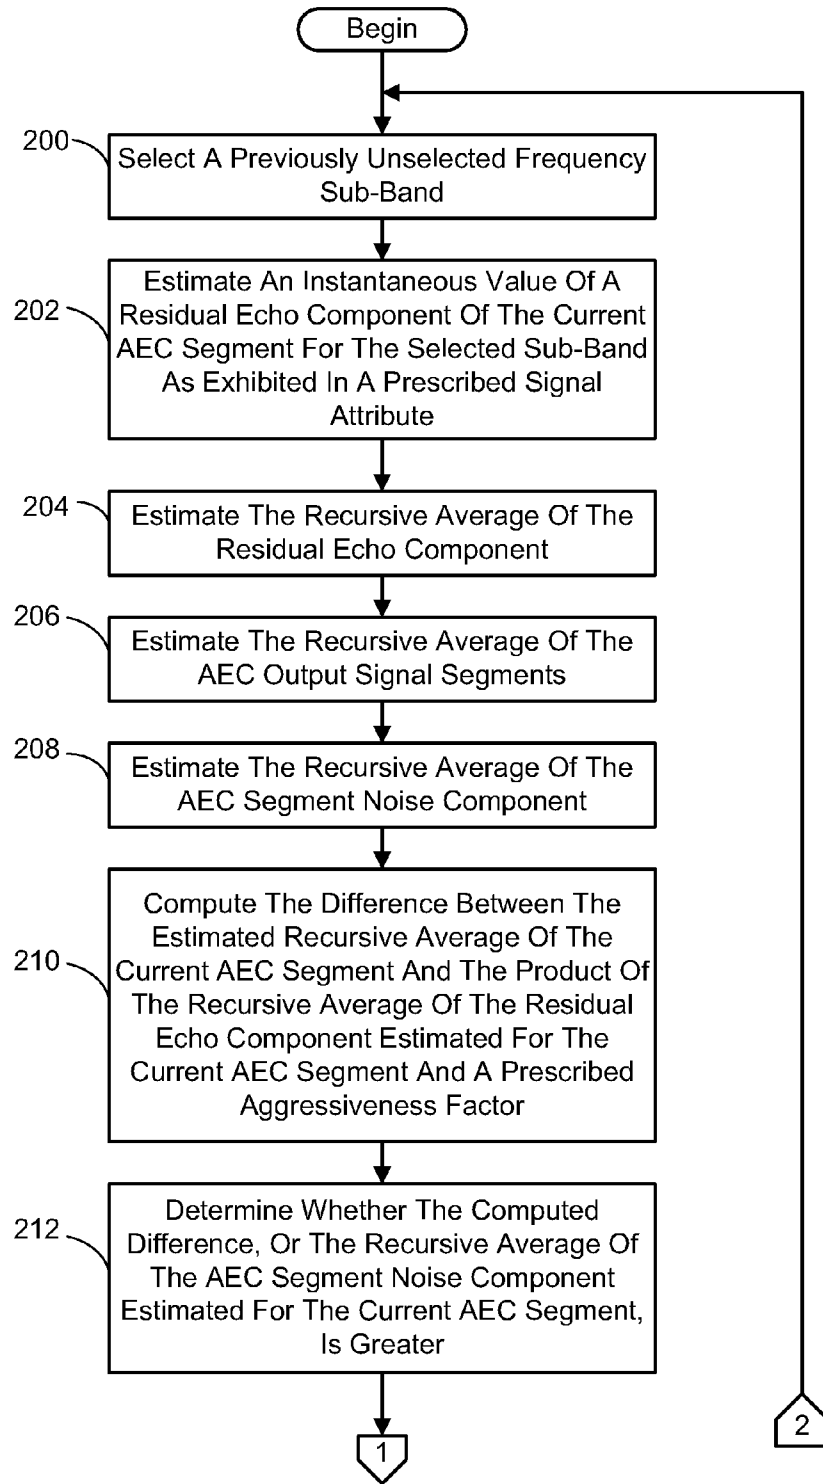 Begin
200
Select A Previously Unselected Frequency
Sub-Band
202
Estimate An Instantaneous Value Of A
Residual Echo Component Of The Current
AEC Segment For The Selected Sub-Band
As Exhibited In A Prescribed Signal
Attribute
204
Estimate The Recursive Average Of The
Residual Echo Component
206
Estimate The Recursive Average Of The
AEC Output Signal Segments
208
Estimate The Recursive Average Of The
AEC Segment Noise Component
210
Compute The Difference Between The
Estimated Recursive Average Of The
Current AEC Segment And The Product Of
The Recursive Average Of The Residual
Echo Component Estimated For The
Current AEC Segment And A Prescribed
Aggressiveness Factor
212
Determine Whether The Computed
Difference, Or The Recursive Average Of
The AEC Segment Noise Component
Estimated For The Current AEC Segment,
Is Greater
1
2